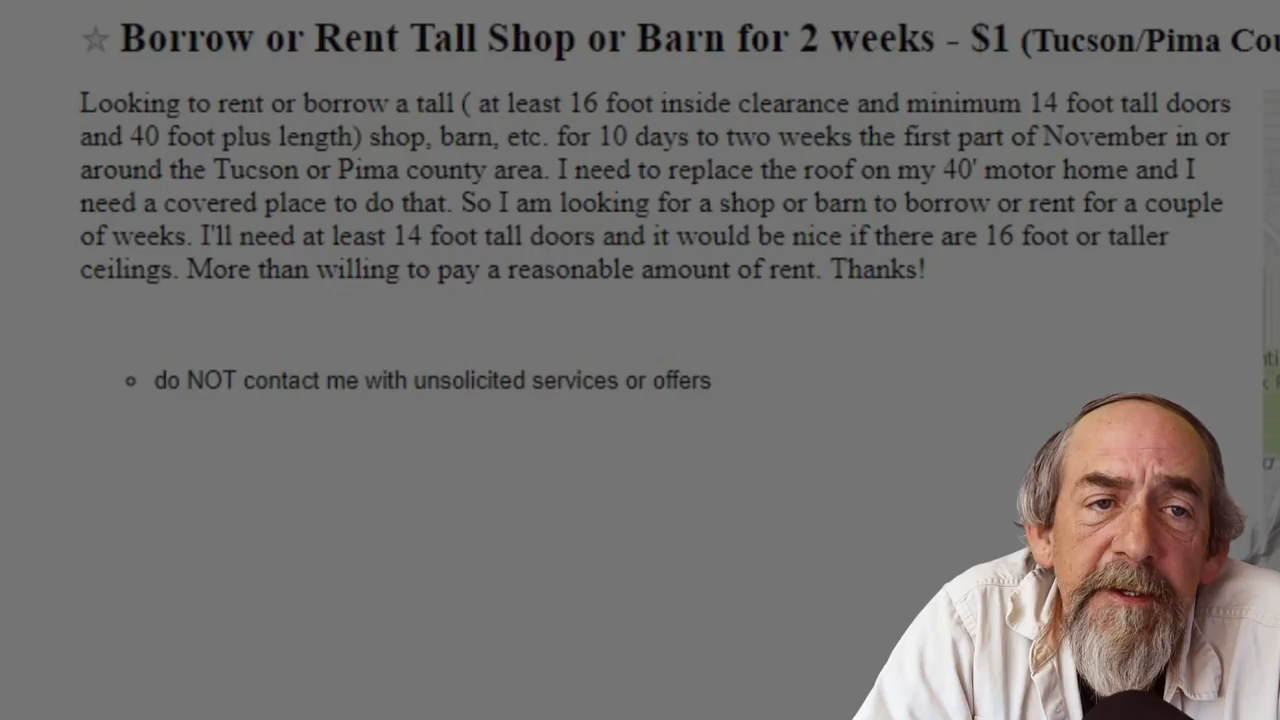 ☆ Borrow or Rent Tall Shop or Barn for 2 weeks - $1 (Tucson/Pima
Looking to rent or borrow a tall ( at least 16 foot inside clearance and minimum 14 foot tall doors
and 40 foot plus length) shop, barn, etc. for 10 days to two weeks the first part of November in or
around the Tucson or Pima county area. I need to replace the roof on my 40' motor home and I
need a covered place to do that. So I am looking for a shop or barn to borrow or rent for a couple
of weeks. I'll need at least 14 foot tall doors and it would be nice if there are 16 foot or taller
ceilings. More than willing to pay a reasonable amount of rent. Thanks!
do NOT contact me with unsolicited services or offers